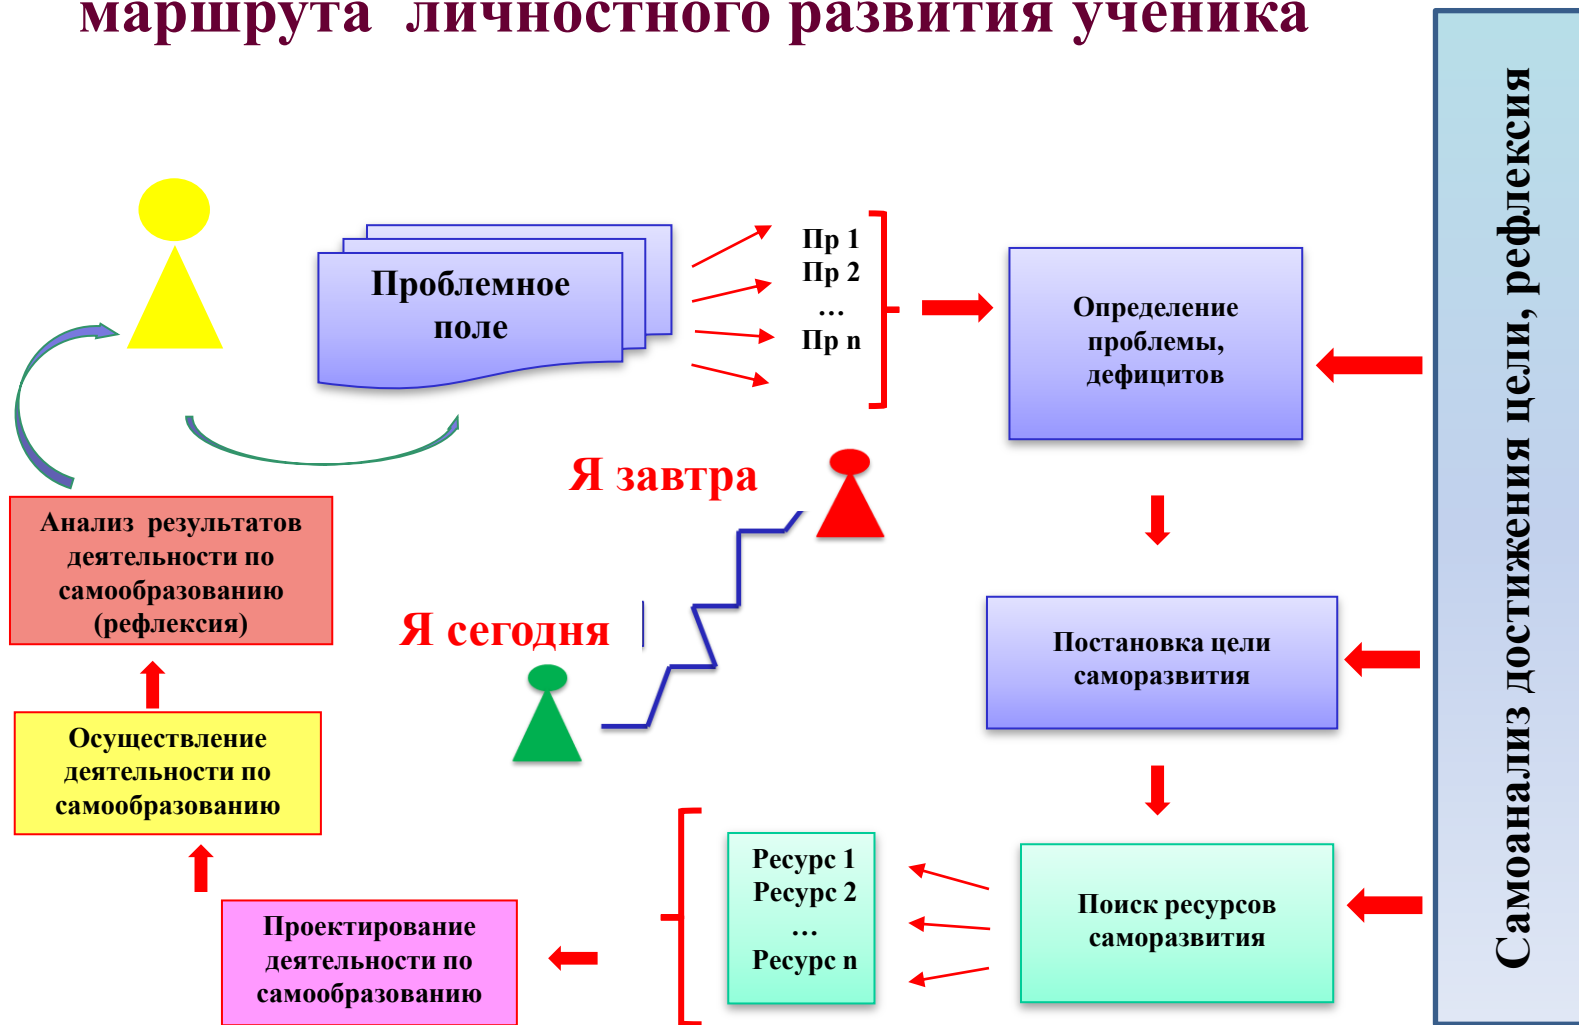 маршрута личностного развития ученика
Проблемное
поле
Пр 1
Пр 2
…
Пр n
Определение
проблемы,
дефицитов
Самоанализ достижения цели, рефлексия
Я завтра
Я сегодня
Анализ результатов
деятельности по
самообразованию
(рефлексия)
Постановка цели
саморазвития
Осуществление
деятельности по
самообразованию
Ресурс 1
Ресурс 2
…
Ресурс n
Поиск ресурсов
саморазвития
Проектирование
деятельности по
самообразованию